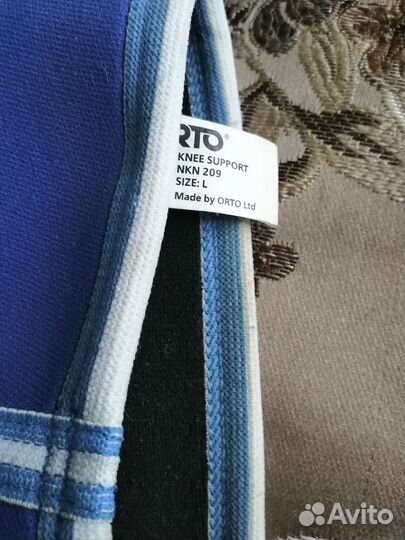 RTO®
KNEE SUPPORT
NKN 209
SIZE: L
Made by ORTO Ltd
Avito